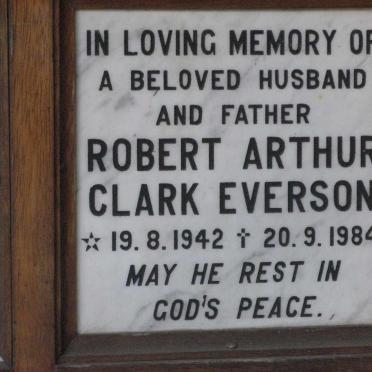 IN LOVING MEMORY OF
A BELOVED HUSBAND
AND FATHER
ROBERT ARTHUR
CLARK EVERSON
☆ 19.8.1942 ✝ 20.9.1984
MAY HE REST IN
GOD'S PEACE.